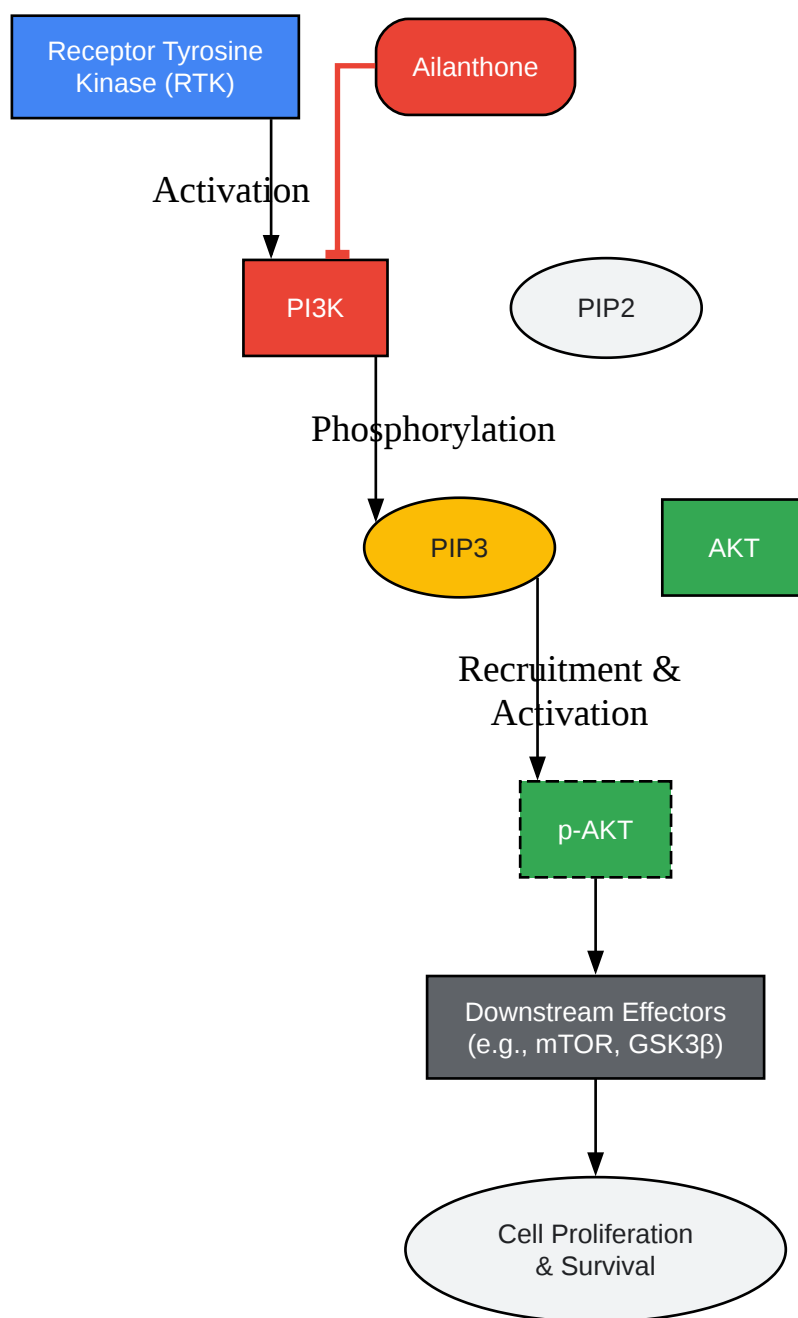 Receptor Tyrosine
Kinase (RTK)
Ailanthone
Activation
PI3K
PIP2
Phosphorylation
PIP3
AKT
Recruitment &
Activation
p-AKT
Downstream Effectors
(e.g., mTOR, GSK3β)
Cell Proliferation
& Survival